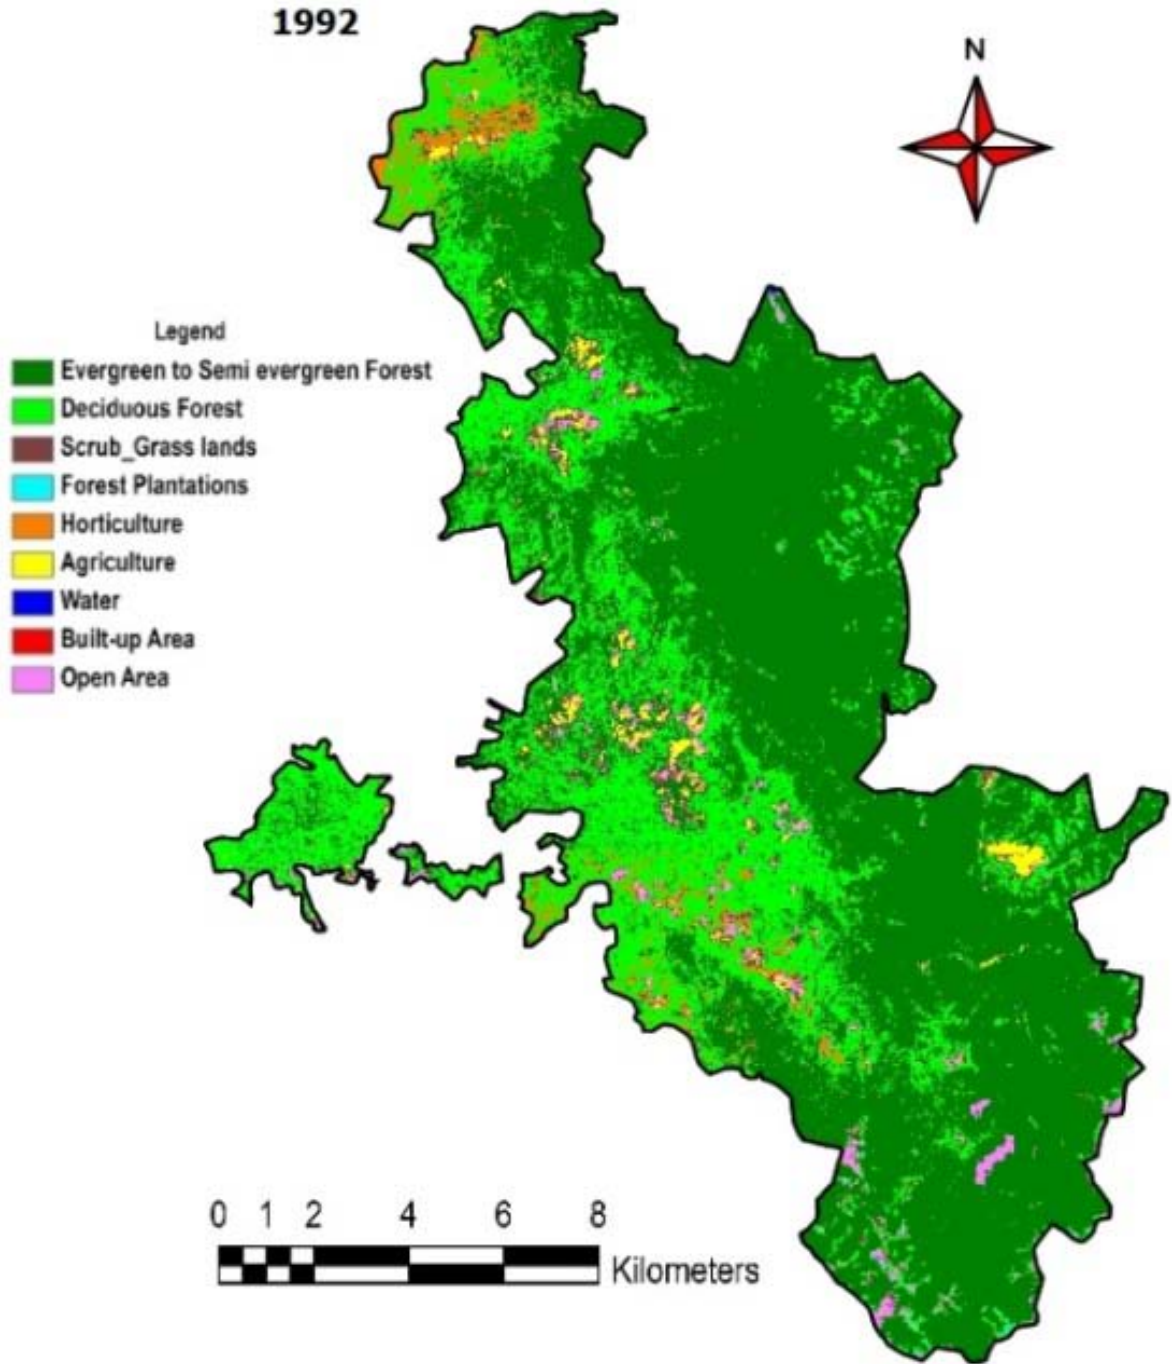 1992
N
Legend
Evergreen to Semi evergreen Forest
Deciduous Forest
Scrub_Grass lands
Forest Plantations
Horticulture
Agriculture
Water
Built-up Area
Open Area
0 1 2 4 6 8
Kilometers